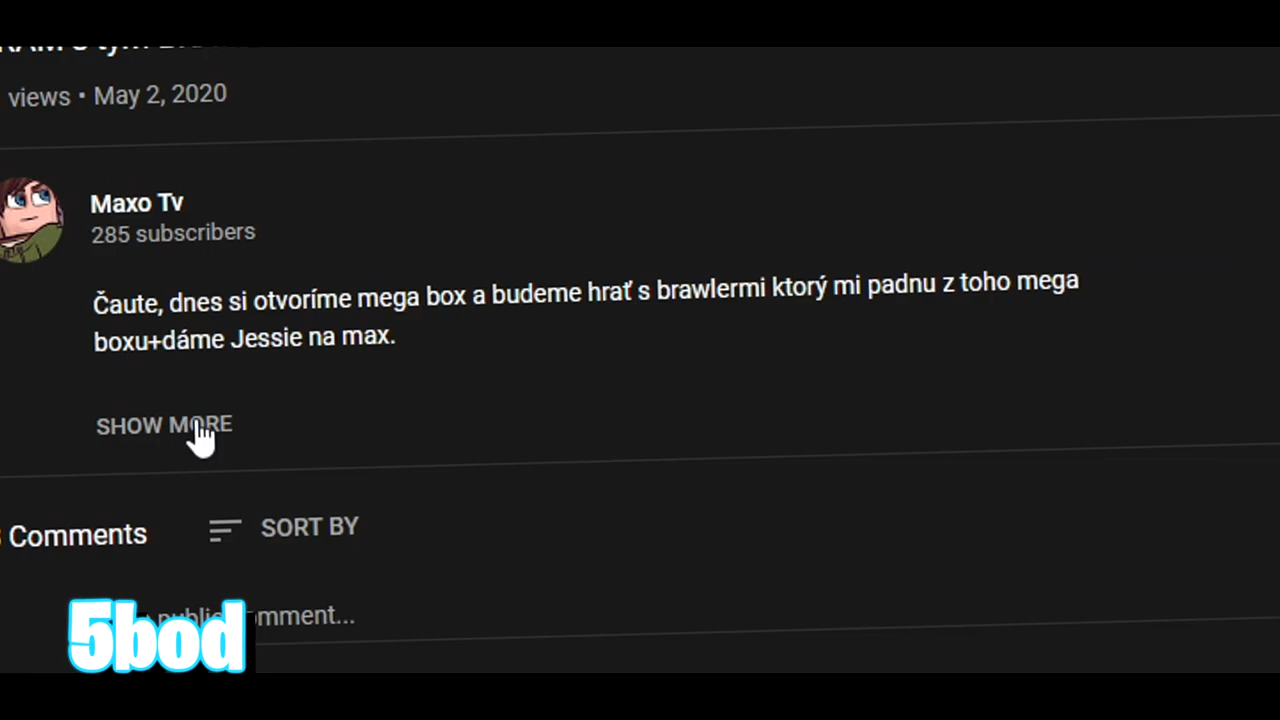 views • May 2, 2020
Maxo Tv
285 subscribers
Čaute, dnes si otvoríme mega box a budeme hrať s brawlermi ktorý mi padnu z toho mega
boxu+dáme Jessie na max.
SHOW MORE
Comments
SORT BY
5bod